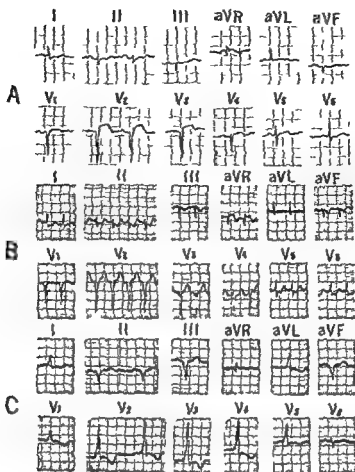 I II III aVR aVL aVF
A
V₁ V₂ V₃ V₄ V₅ V₆
I II III aVR aVL aVF
B
V₁ V₂ V₃ V₄ V₅ V₆
I II III aVR aVL aVF
C
V₁ V₂ V₃ V₄ V₅ V₆